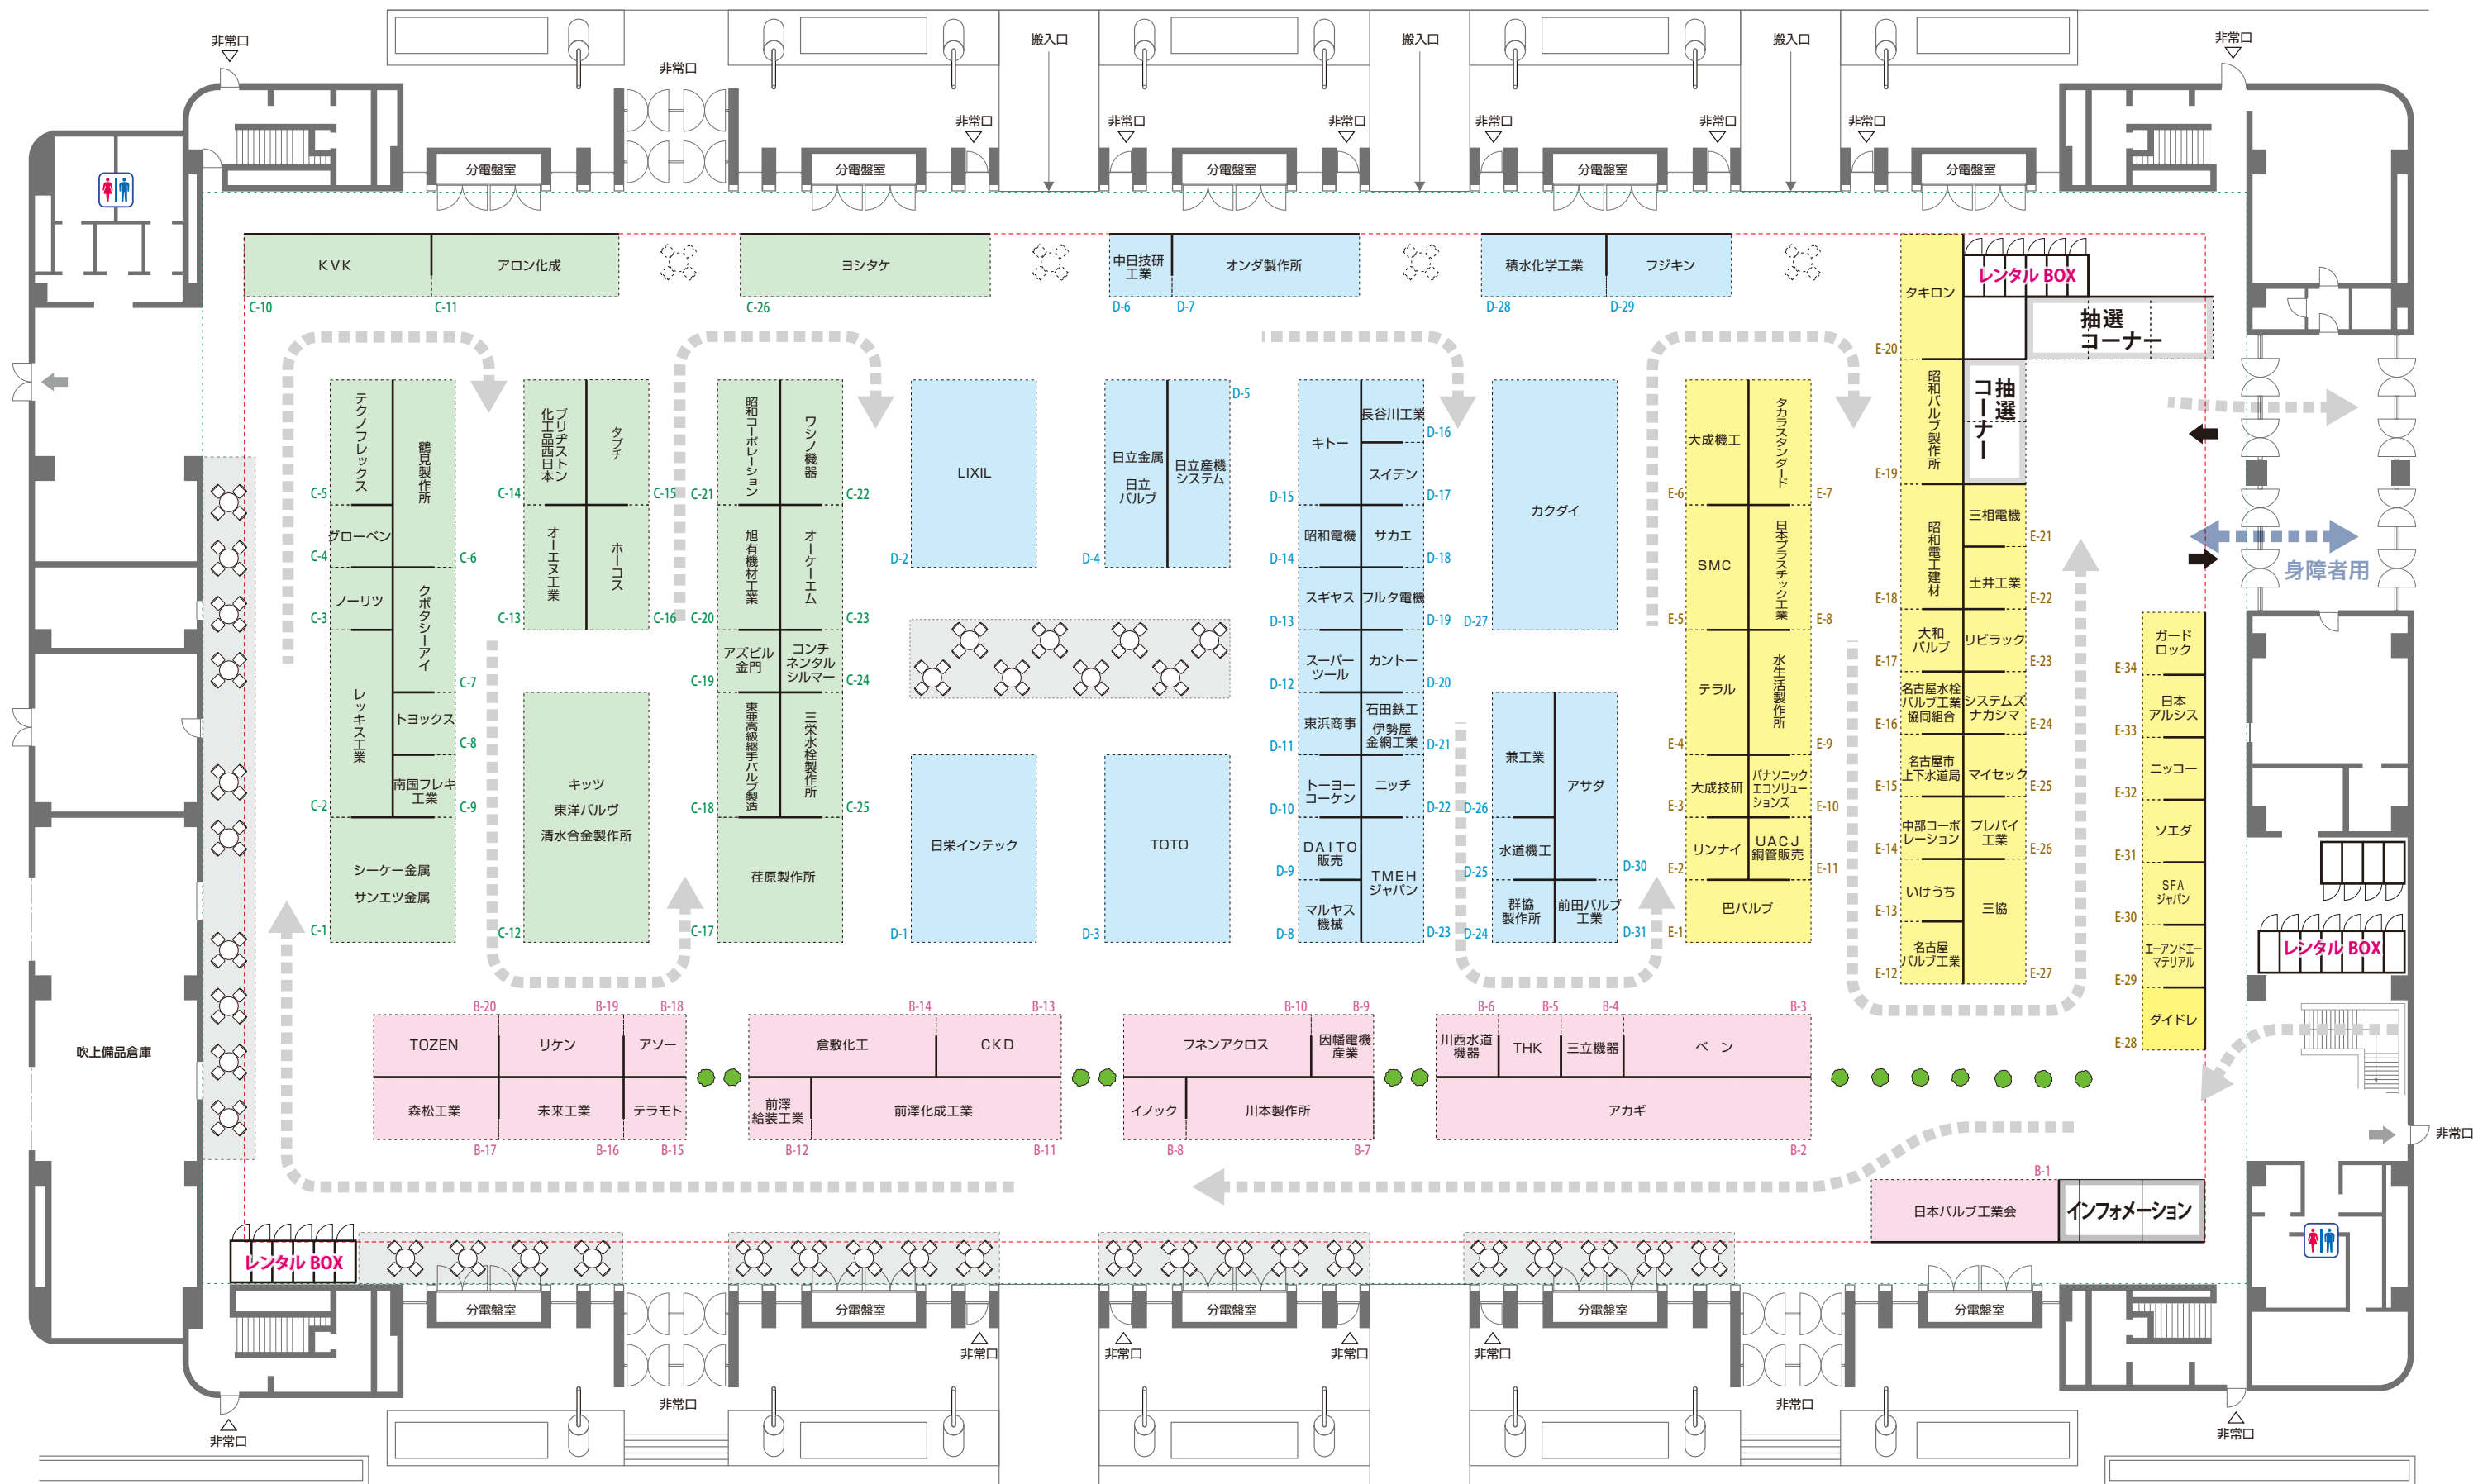 非常口
非常口
搬入口
搬入口
搬入口
非常口
非常口
非常口
非常口
非常口
非常口
非常口
分電盤室
分電盤室
分電盤室
分電盤室
分電盤室
KVK
アロン化成
ヨシタケ
中日技研
工業
オンダ製作所
積水化学工業
フジキン
タキロン
レンタル BOX
抽選
コーナー
C-10
C-11
C-26
D-6
D-7
D-28
D-29
E-20
テクノフレックス
鶴見製作所
C-5
グローベン
C-4
C-6
ノーリツ
C-3
クボタシーアイ
C-7
レッキス工業
トヨックス
C-8
南国フレキ
工業
C-2
C-9
シーケー金属
サンエツ金属
C-1
ブリヂストン
化工品西日本
タブチ
C-14
C-15
オーエヌ工業
ホーコス
C-13
C-16
キッツ
東洋バルヴ
清水合金製作所
C-12
昭和コーポレーション
ワシノ機器
C-21
C-22
旭有機材工業
オーケーエム
C-20
C-23
アズビル
金門
コンチ
ネンタル
シルマー
C-19
C-24
東亜高級継手バルブ製造
三栄水栓製作所
C-18
C-25
荏原製作所
C-17
LIXIL
D-2
日栄インテック
D-1
日立金属
日立
バルブ
日立産機
システム
D-5
D-4
TOTO
D-3
キトー
長谷川工業
D-16
スイデン
D-15
D-17
昭和電機
サカエ
D-14
D-18
スギヤス
フルタ電機
D-13
D-19
スーパー
ツール
カントー
D-12
D-20
東浜商事
石田鉄工
伊勢屋
金網工業
D-11
D-21
トーヨー
コーケン
ニッチ
D-10
D-22
DAITO
販売
D-9
TMEH
ジャパン
マルヤス
機械
D-8
D-23
カクダイ
D-27
兼工業
アサダ
D-26
水道機工
D-25
D-30
群協
製作所
前田バルブ
工業
D-24
D-31
大成機工
タカラスタンダード
E-6
E-7
SMC
日本プラスチック工業
E-5
E-8
テラル
水生活製作所
E-4
E-9
大成技研
パナソニック
エコソリュー
ションズ
E-3
E-10
リンナイ
UACJ
銅管販売
E-2
E-11
巴バルブ
E-1
昭和バルブ製作所
抽選
コーナー
E-19
昭和電工建材
三相電機
E-21
土井工業
E-18
E-22
大和
バルブ
リビラック
E-17
E-23
名古屋水栓
バルブ工業
協同組合
システムズ
ナカシマ
E-16
E-24
名古屋市
上下水道局
マイセック
E-15
E-25
中部コーポ
レーション
プレパイ
工業
E-14
E-26
いけうち
三協
E-13
名古屋
バルブ工業
E-12
E-27
身障者用
ガード
ロック
E-34
日本
アルシス
E-33
ニッコー
E-32
ソエダ
E-31
SFA
ジャパン
E-30
エーアンドエー
マテリアル
E-29
ダイドレ
E-28
レンタル BOX
吹上備品倉庫
B-20
B-19
B-18
TOZEN
リケン
アソー
森松工業
未来工業
テラモト
B-17
B-16
B-15
B-14
B-13
倉敷化工
CKD
前澤
給装工業
前澤化成工業
B-12
B-11
B-10
B-9
フネンアクロス
因幡電機
産業
イノック
川本製作所
B-8
B-7
B-6
B-5
B-4
B-3
川西水道
機器
THK
三立機器
ベン
アカギ
B-2
B-1
日本バルブ工業会
インフォメーション
非常口
レンタル BOX
分電盤室
分電盤室
分電盤室
分電盤室
分電盤室
非常口
非常口
非常口
非常口
非常口
非常口
非常口
非常口